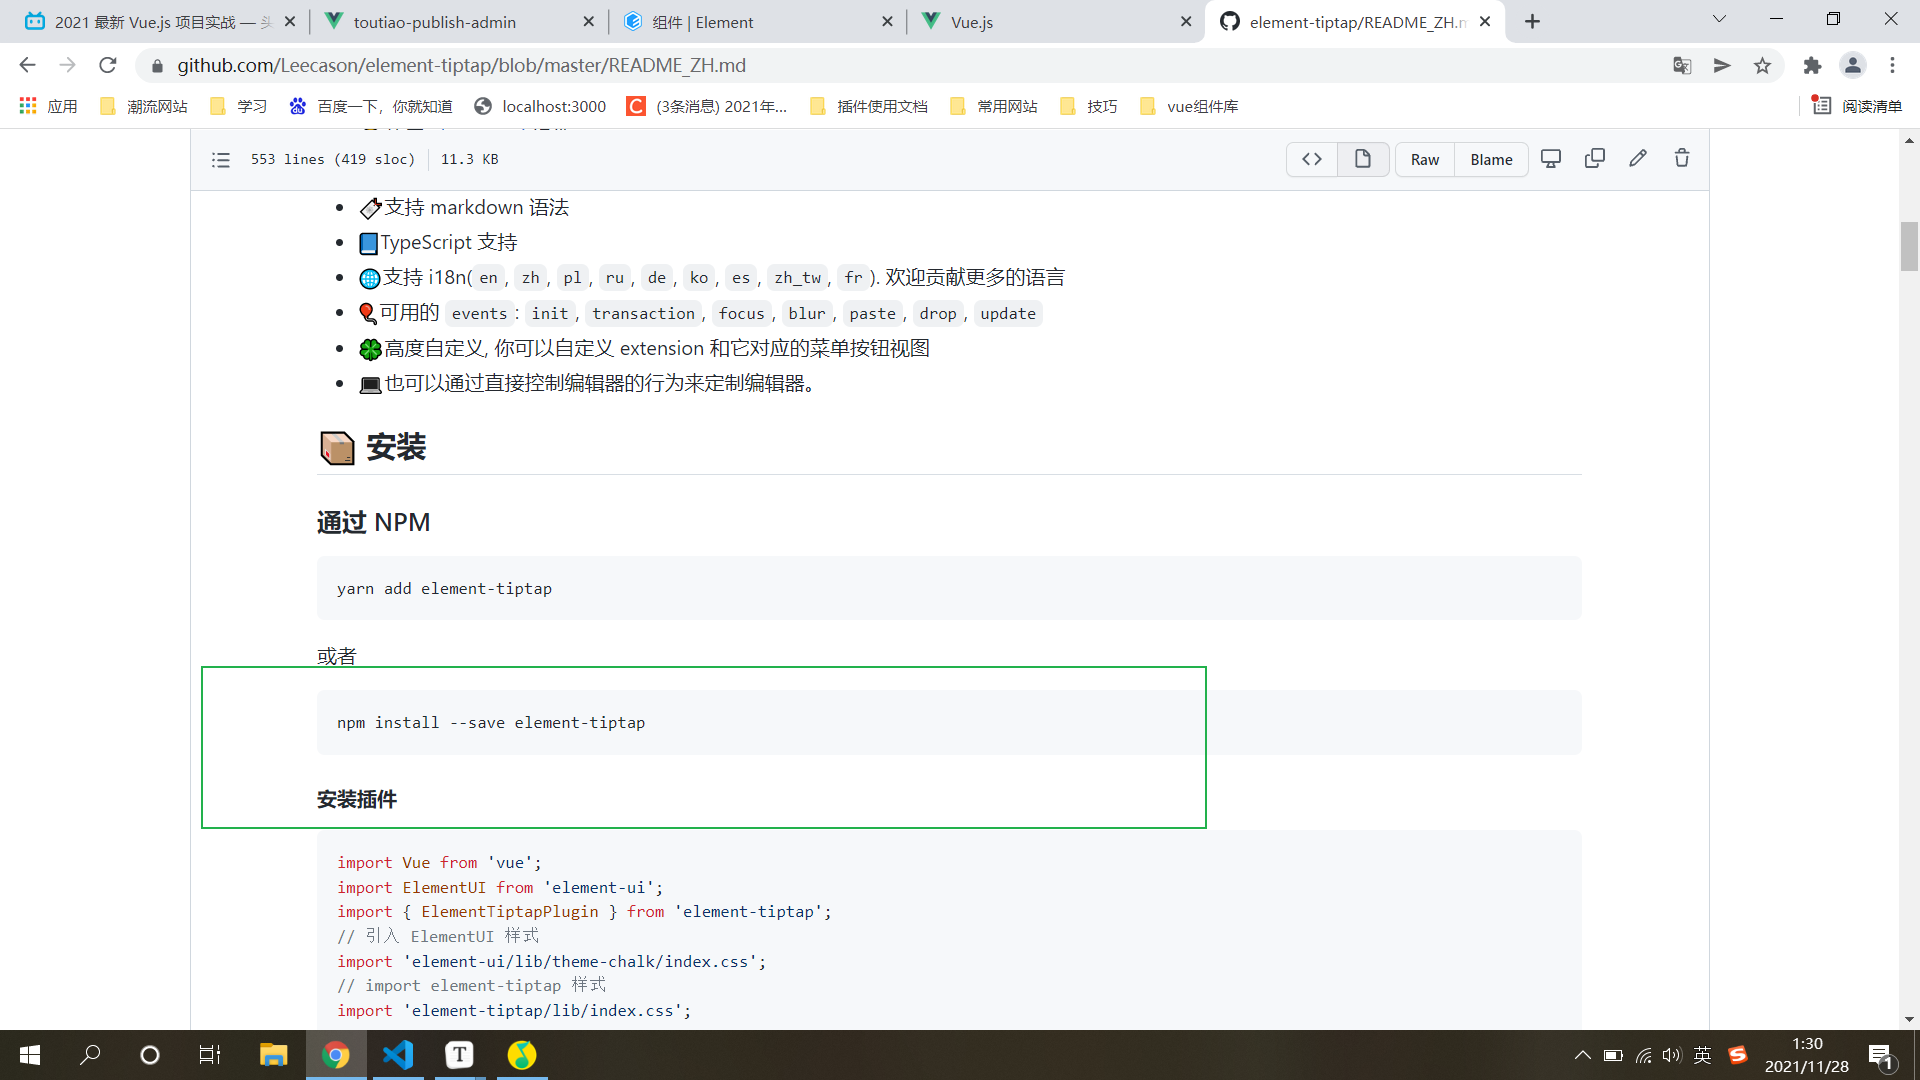 2021 最新 Vue.js 项目实战 — 头
toutiao-publish-admin
组件 | Element
Vue.js
element-tiptap/README_ZH.m
github.com/Leecason/element-tiptap/blob/master/README_ZH.md
应用
潮流网站
学习
百度一下，你就知道
localhost:3000
(3条消息) 2021年...
插件使用文档
常用网站
技巧
vue组件库
阅读清单
553 lines (419 sloc)
11.3 KB
Raw
Blame
支持 markdown 语法
TypeScript 支持
支持 i18n( en , zh , pl , ru , de , ko , es , zh_tw , fr ). 欢迎贡献更多的语言
可用的 events : init , transaction , focus , blur , paste , drop , update
高度自定义, 你可以自定义 extension 和它对应的菜单按钮视图
也可以通过直接控制编辑器的行为来定制编辑器。
安装
通过 NPM
yarn add element-tiptap
或者
npm install --save element-tiptap
安装插件
import Vue from 'vue';
import ElementUI from 'element-ui';
import { ElementTiptapPlugin } from 'element-tiptap';
// 引入 ElementUI 样式
import 'element-ui/lib/theme-chalk/index.css';
// import element-tiptap 样式
import 'element-tiptap/lib/index.css';
T
英
1:30
2021/11/28
1